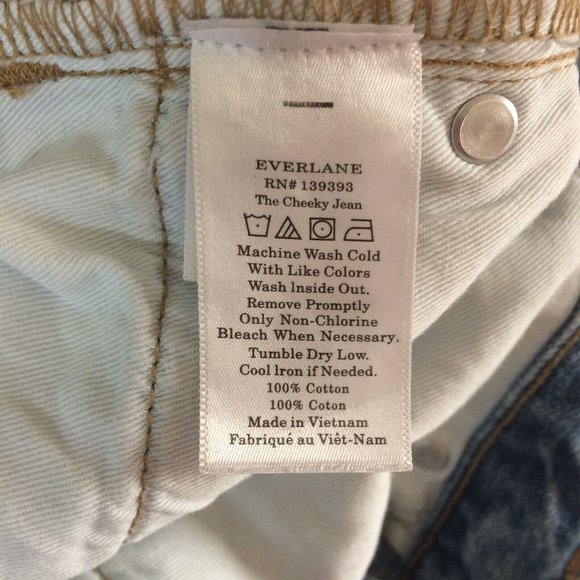 EVERLANE
RN# 139393
The Cheeky Jean
Machine Wash Cold
With Like Colors
Wash Inside Out.
Remove Promptly
Only Non-Chlorine
Bleach When Necessary.
Tumble Dry Low.
Cool Iron if Needed.
100% Cotton
100% Coton
Made in Vietnam
Fabriqué au Viêt-Nam